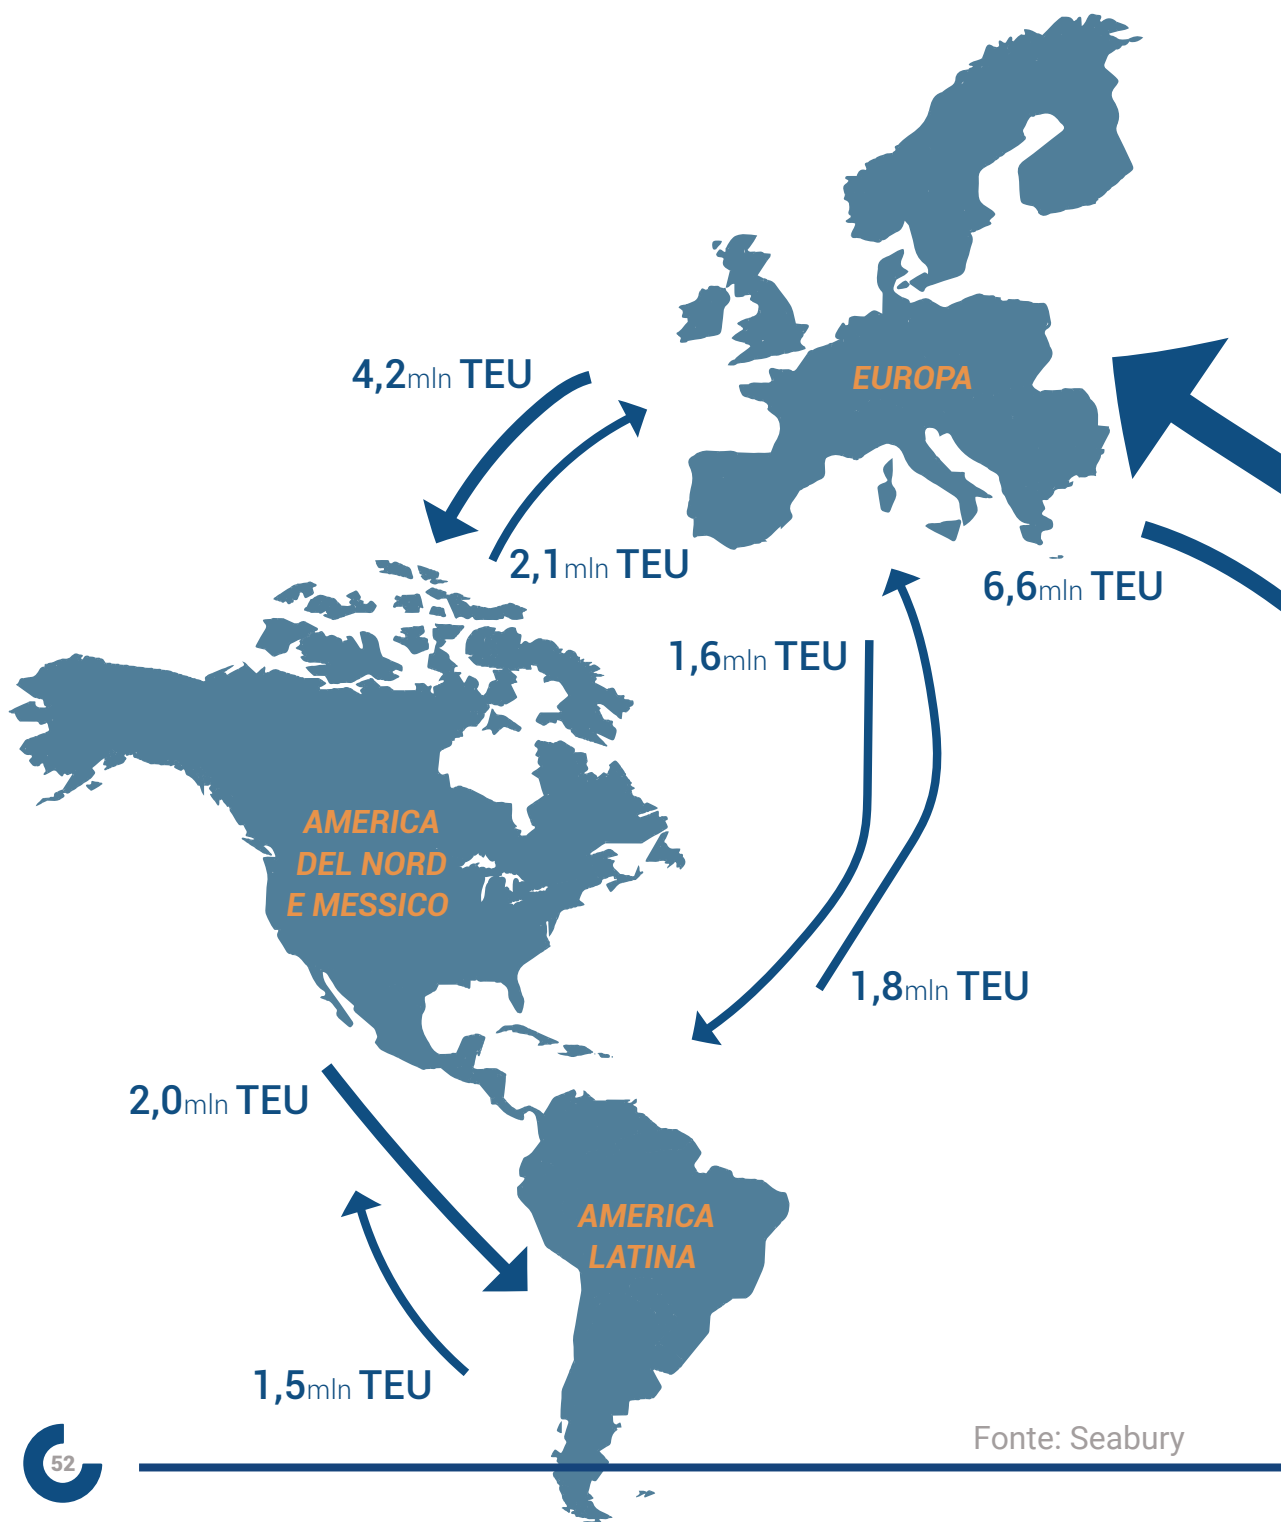 EUROPA
4,2mln TEU
2,1mln TEU
6,6mln TEU
1,6mln TEU
AMERICA
DEL NORD
E MESSICO
1,8mln TEU
2,0mln TEU
AMERICA
LATINA
1,5mln TEU
Fonte: Seabury
52